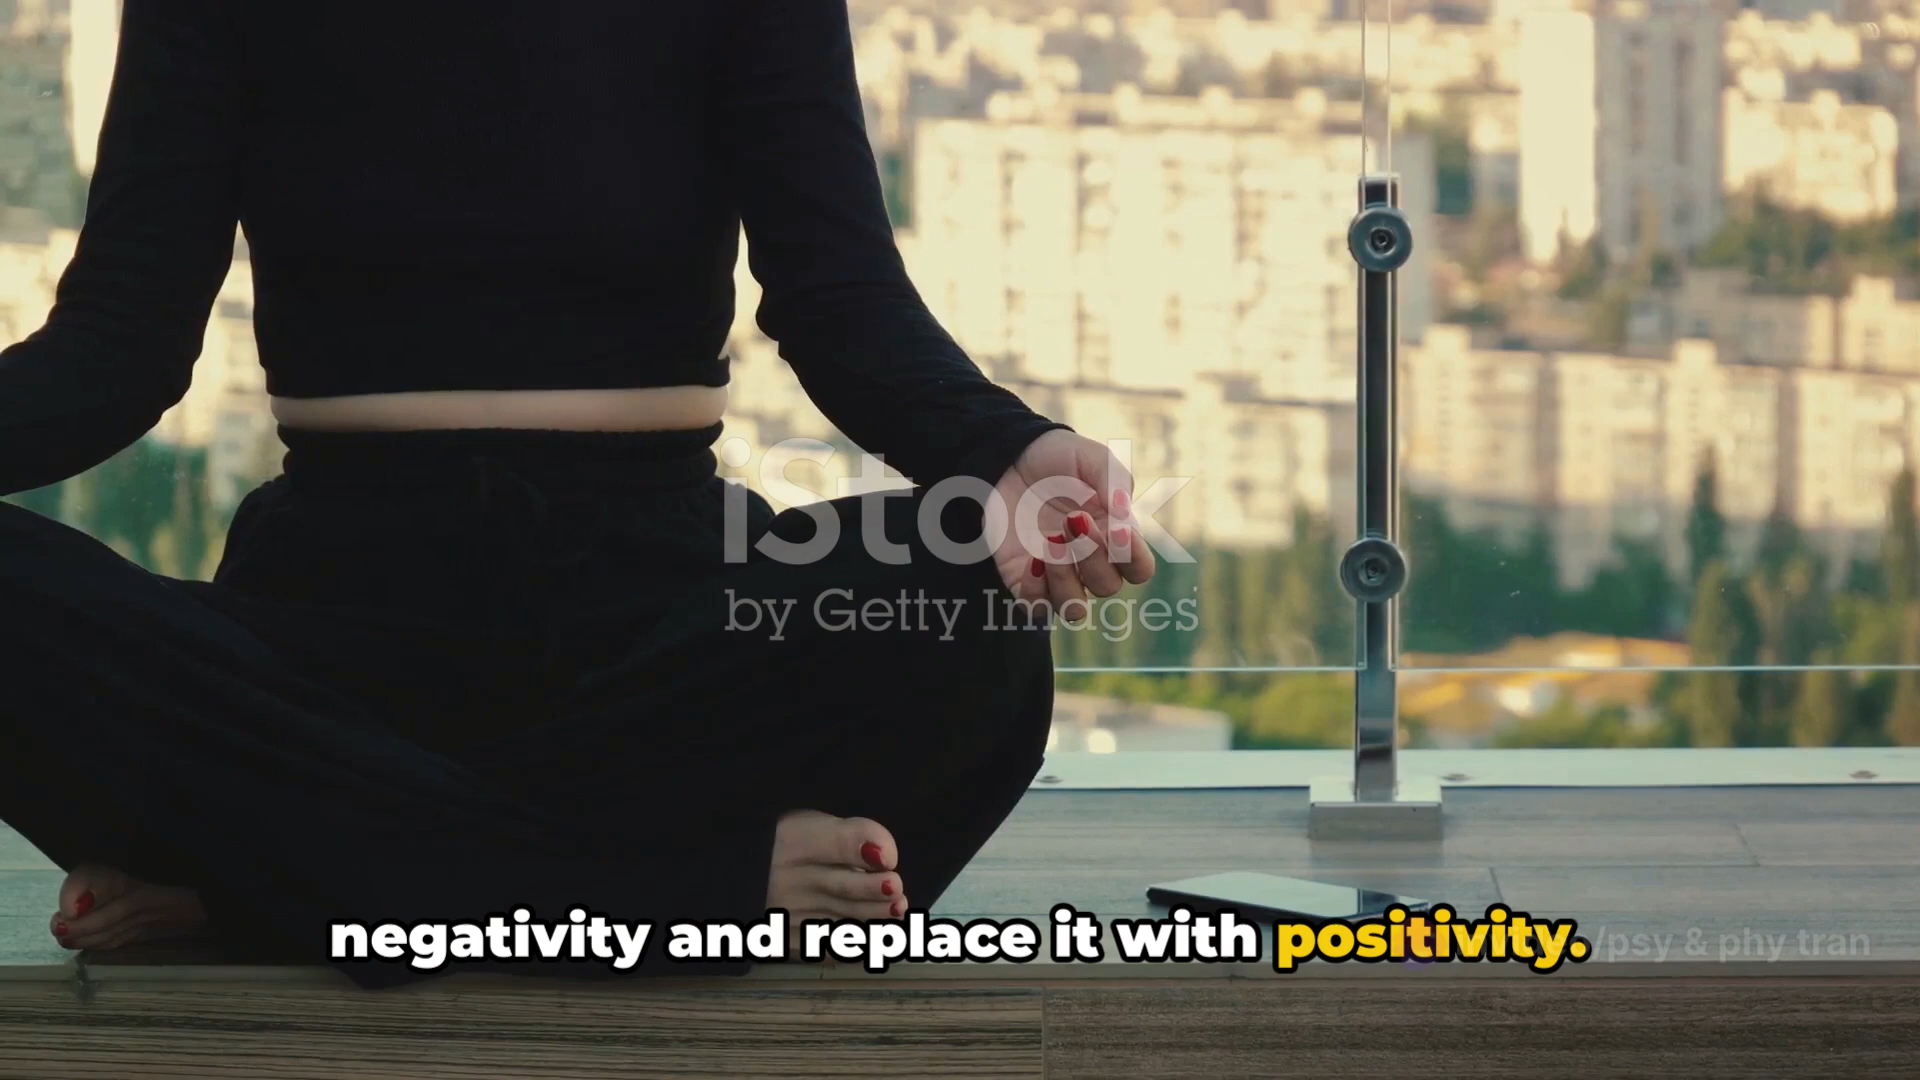 iStock
by Getty Images
negativity and replace it with positivity.
/psy & phy tran